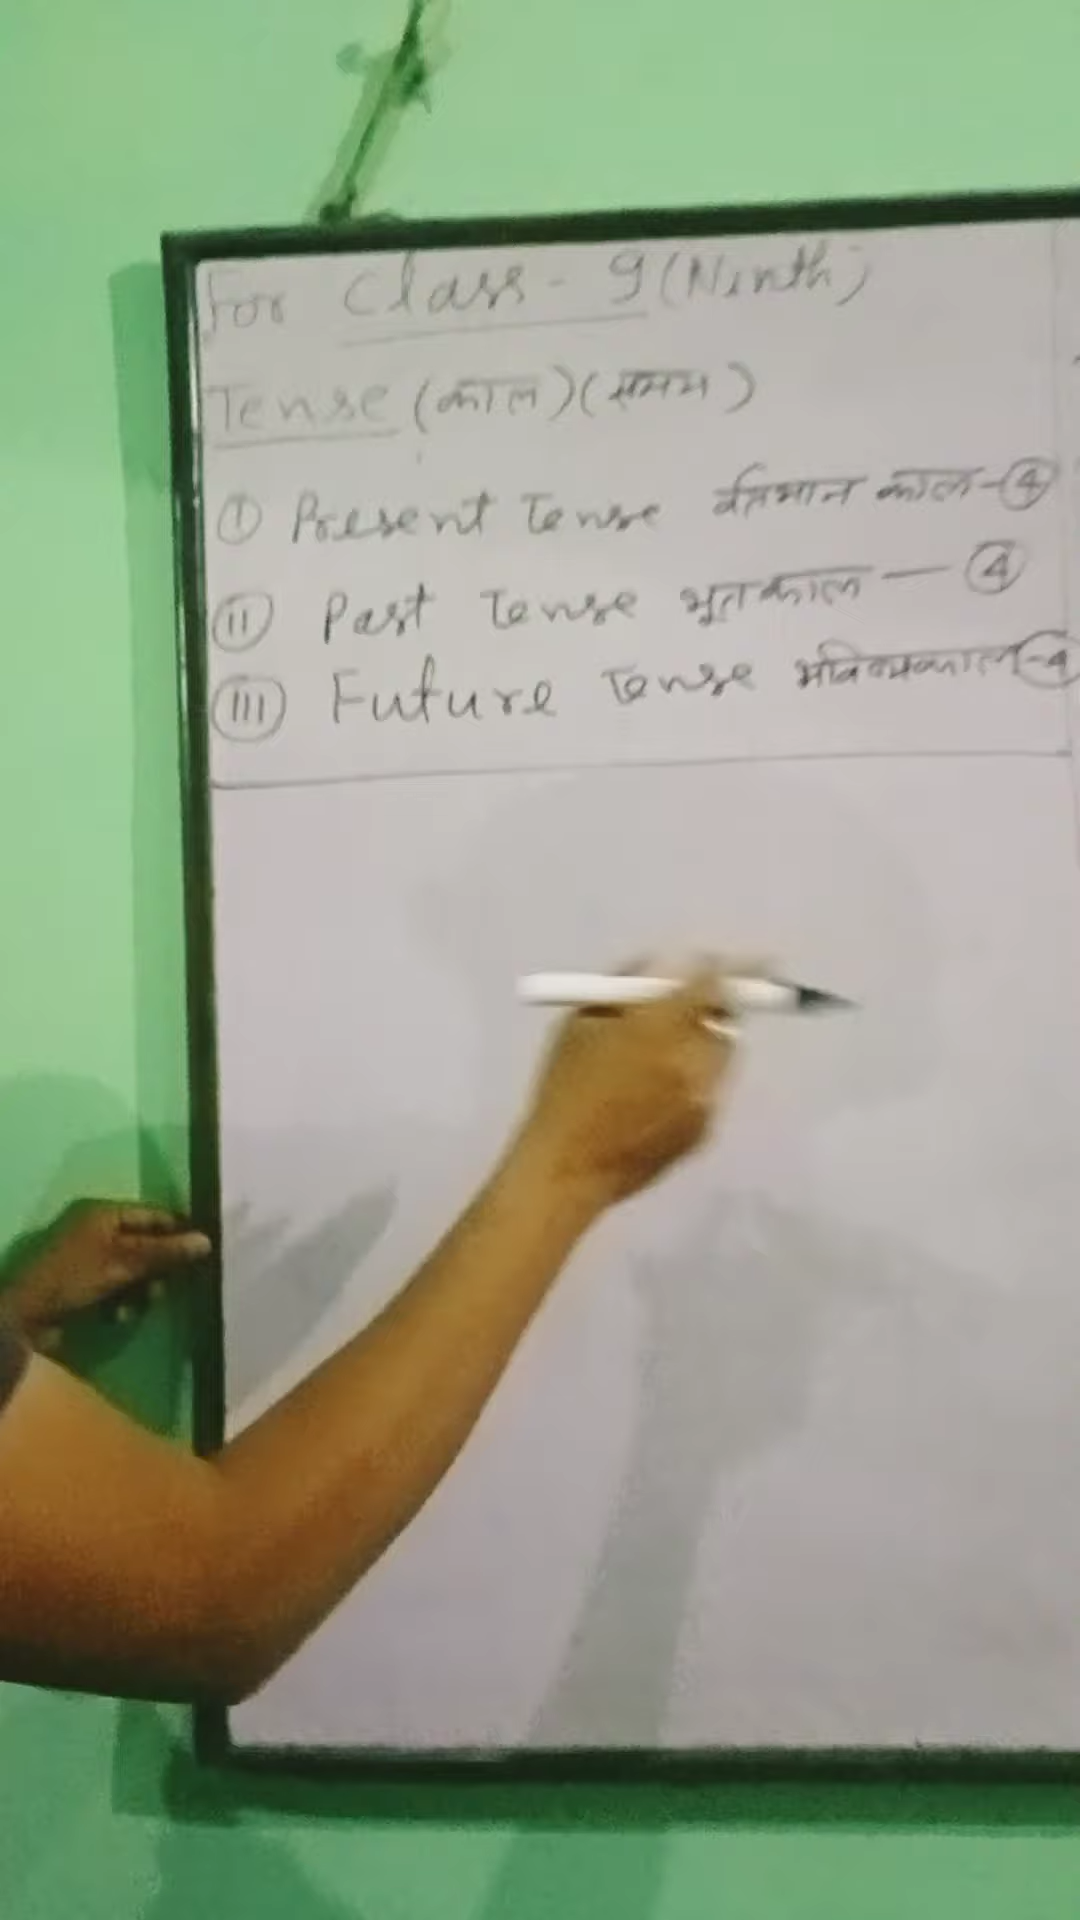 For Class - 9 (Ninth)
Tense (काल) (समय)
(I) Present Tense वर्तमान काल - (4)
(II) Past Tense भूतकाल — (4)
(III) Future Tense भविष्यकाल - (4)